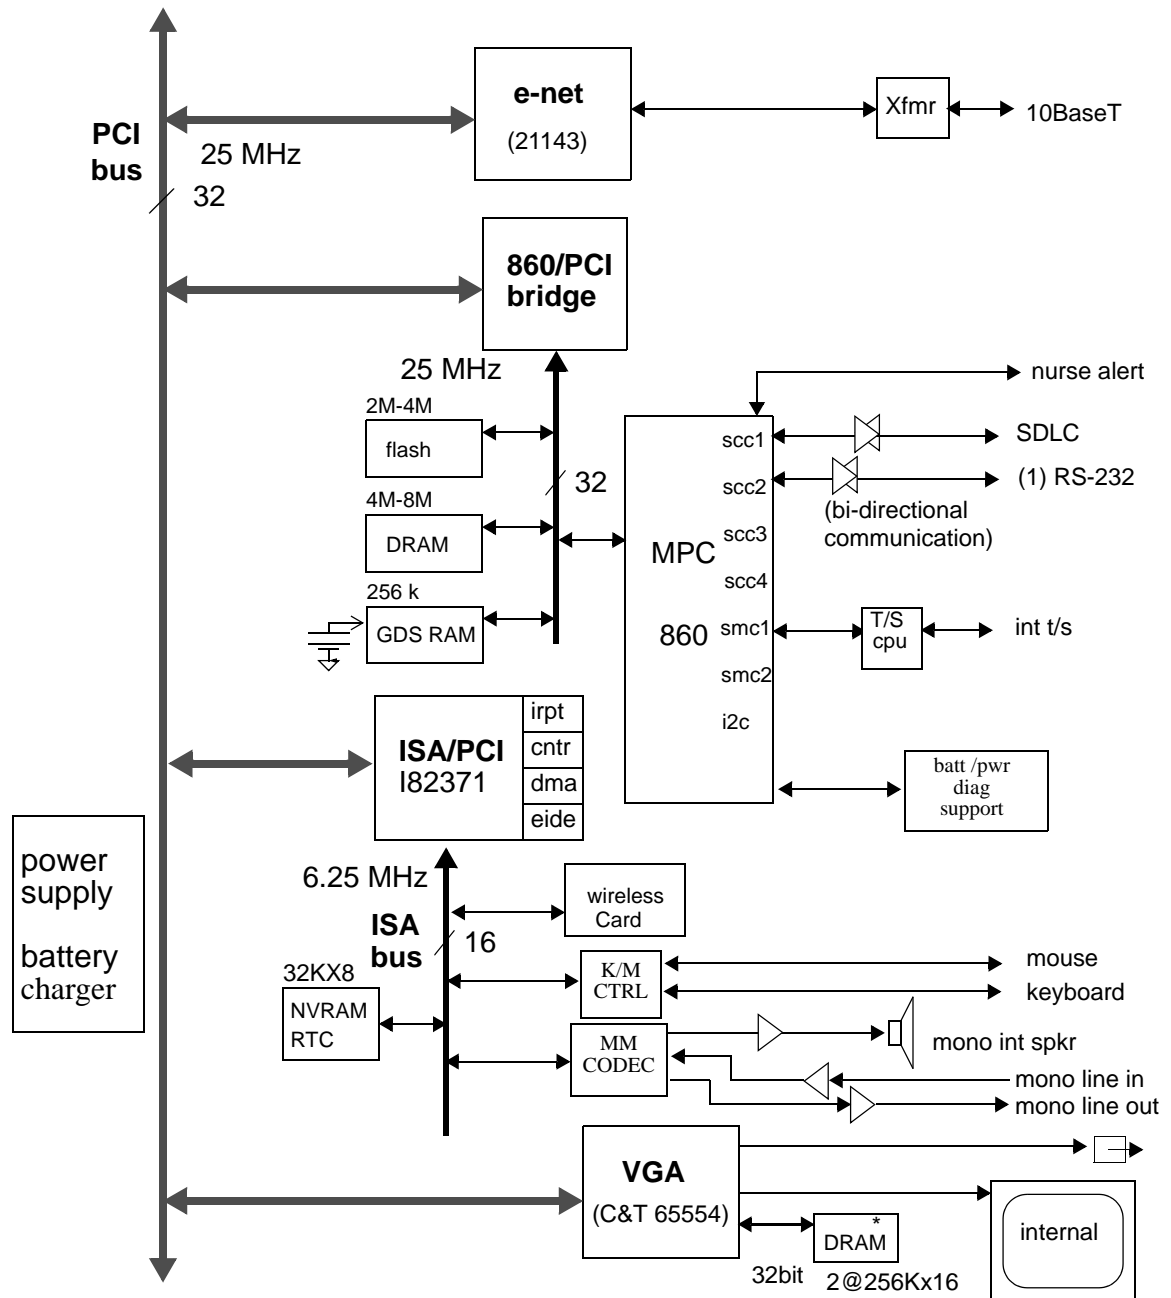 e-net
(21143)
Xfmr
10BaseT
PCI
bus
25 MHz
32
860/PCI
bridge
25 MHz
nurse alert
2M-4M
flash
scc1
SDLC
scc2
(1) RS-232
32
(bi-directional
communication)
4M-8M
DRAM
scc3
MPC
scc4
256 k
GDS RAM
860
smc1
T/S
cpu
int t/s
smc2
i2c
ISA/PCI
I82371
irpt
cntr
dma
eide
batt /pwr
diag
support
power
supply
battery
charger
6.25 MHz
ISA
bus
16
wireless
Card
32KX8
NVRAM
RTC
K/M
CTRL
mouse
keyboard
MM
CODEC
mono int spkr
mono line in
mono line out
VGA
(C&T 65554)
*
DRAM
32bit
2@256Kx16
internal